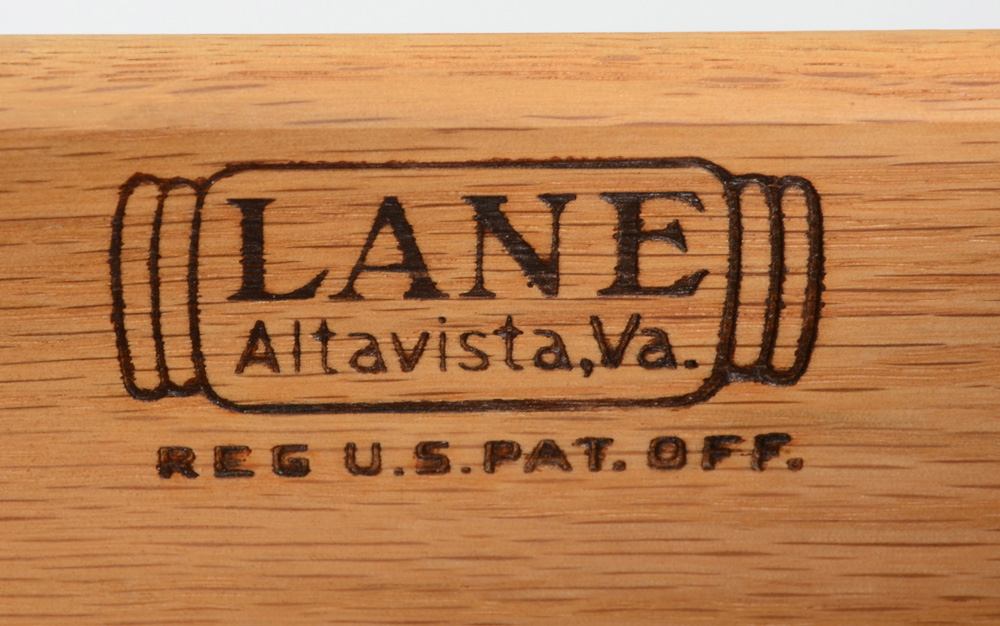 LANE
Altavista,Va.
REG U.S.PAT.OFF.